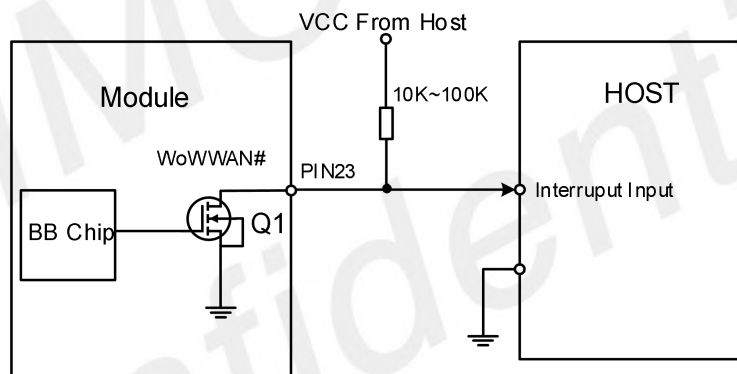 VCC From Host
Module
10K~100K
HOST
WoWWAN#
PIN23
Interruput Input
BB Chip
Q1